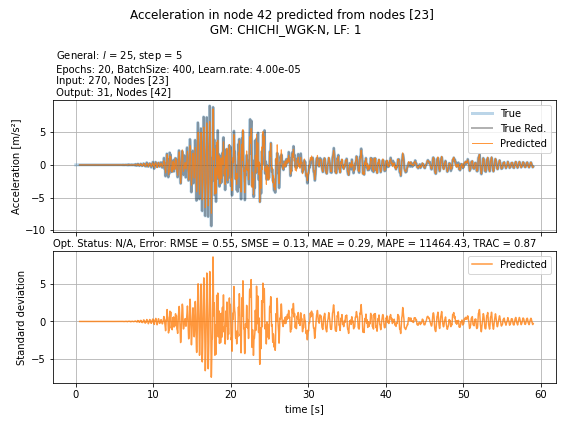 Acceleration in node 42 predicted from nodes [23]
GM: CHICHI_WGK-N, LF: 1
General: l = 25, step = 5
Epochs: 20, BatchSize: 400, Learn.rate: 4.00e-05
Input: 270, Nodes [23]
Output: 31, Nodes [42]
Acceleration [m/s²]
5
0
−5
−10
True
True Red.
Predicted
Opt. Status: N/A, Error: RMSE = 0.55, SMSE = 0.13, MAE = 0.29, MAPE = 11464.43, TRAC = 0.87
Standard deviation
5
0
−5
Predicted
0 10 20 30 40 50 60
time [s]